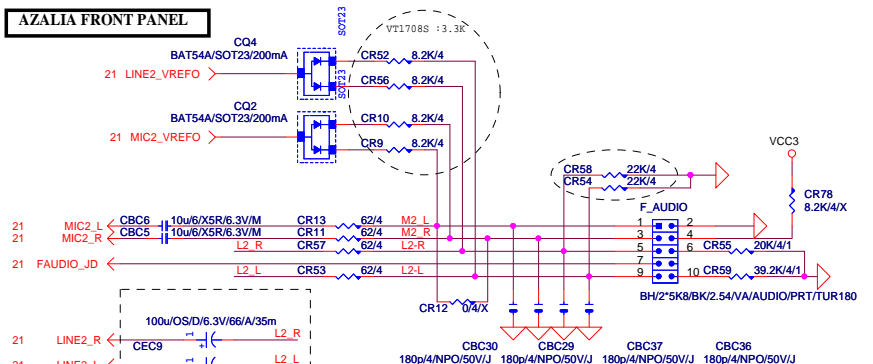 AZALIA FRONT PANEL
SOT23
VT1708S :3.3K
CQ4
BAT54A/SOT23/200mA
CR52 8.2K/4
21 LINE2_VREFO
SOT23
CR56 8.2K/4
CQ2
BAT54A/SOT23/200mA
CR10 8.2K/4
21 MIC2_VREFO
CR9 8.2K/4
VCC3
CR58 22K/4
CR54 22K/4
CR78
8.2K/4/X
F_AUDIO
21 MIC2_L CBC6 10u/6/X5R/6.3V/M CR13 62/4 M2_L 1 2
21 MIC2_R CBC5 10u/6/X5R/6.3V/M CR11 62/4 M2_R 3 4
L2_R CR57 62/4 L2-R 5 6 CR55 20K/4/1
21 FAUDIO_JD 7
L2_L CR53 62/4 L2-L 9 10 CR59 39.2K/4/1
BH/2*5K8/BK/2.54/VA/AUDIO/PRT/TUR180
CR12 0/4/X
100u/OS/D/6.3V/66/A/35m
21 LINE2_R CEC9 1 + L2_R
CBC30 CBC29 CBC37 CBC36
180p/4/NPO/50V/J 180p/4/NPO/50V/J 180p/4/NPO/50V/J 180p/4/NPO/50V/J
21 LINE2_L 1 L2_L